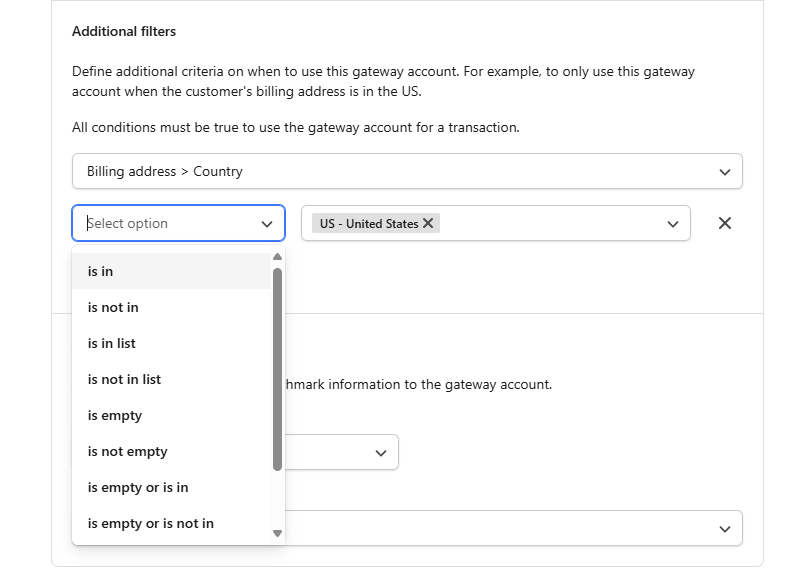 Additional filters
Define additional criteria on when to use this gateway account. For example, to only use this gateway
account when the customer's billing address is in the US.
All conditions must be true to use the gateway account for a transaction.
Billing address > Country
Select option
US - United States
is in
is not in
is in list
is not in list
hmark information to the gateway account.
is empty
is not empty
is empty or is in
is empty or is not in